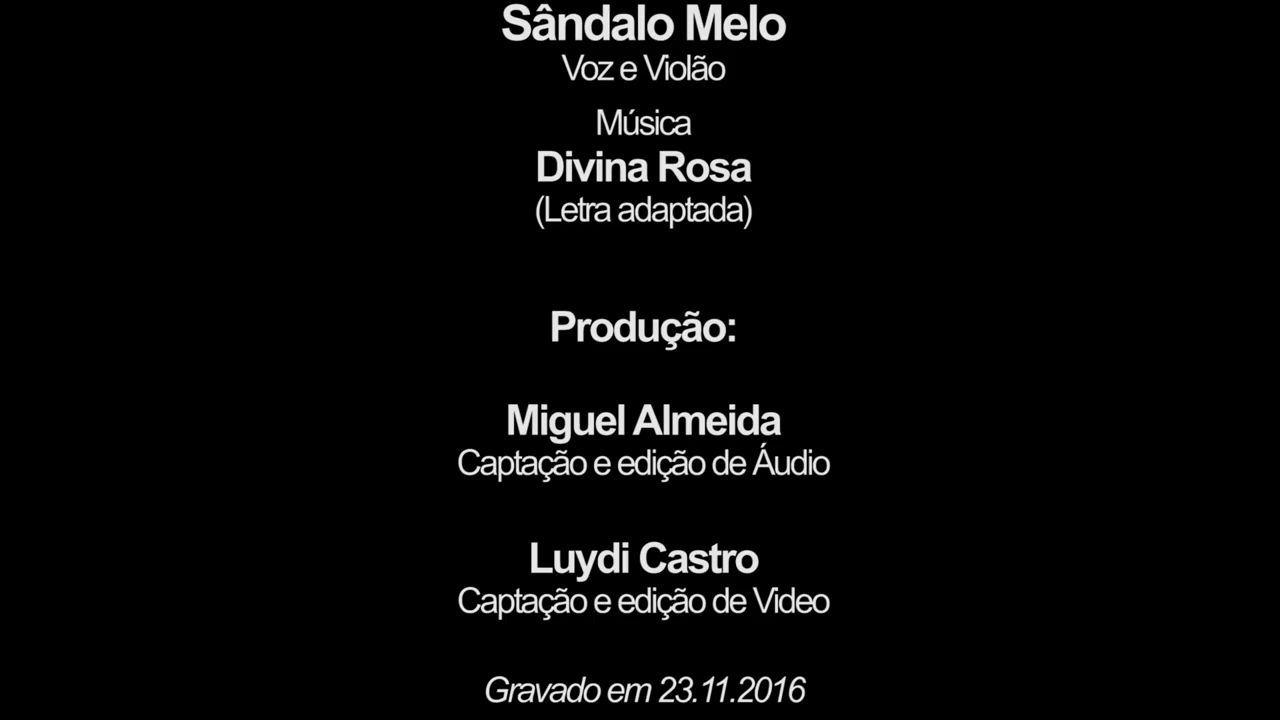 Sândalo Melo
Voz e Violão
Música
Divina Rosa
(Letra adaptada)
Produção:
Miguel Almeida
Captação e edição de Áudio
Luydi Castro
Captação e edição de Video
Gravado em 23.11.2016